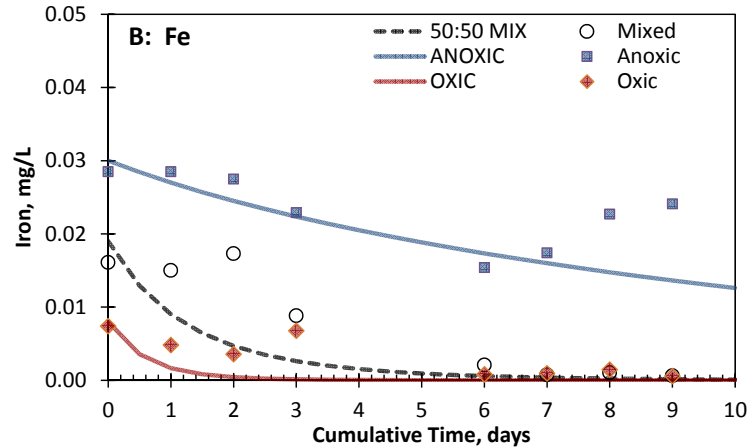 B: Fe
50:50 MIX
Mixed
ANOXIC
Anoxic
OXIC
Oxic
0.05
0.04
0.03
0.02
0.01
0.00
Iron, mg/L
0 1 2 3 4 5 6 7 8 9 10
Cumulative Time, days